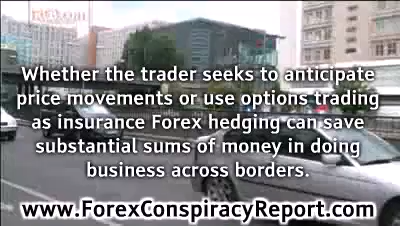 Whether the trader seeks to anticipate
price movements or use options trading
as insurance Forex hedging can save
substantial sums of money in doing
business across borders.
www.ForexConspiracyReport.com